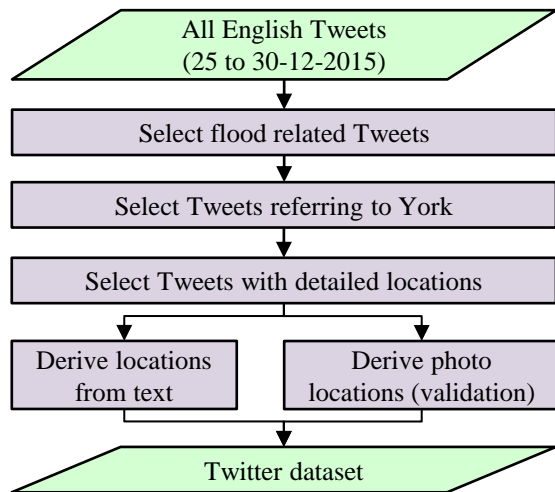 All English Tweets
(25 to 30-12-2015)
Select flood related Tweets
Select Tweets referring to York
Select Tweets with detailed locations
Derive locations
from text
Derive photo
locations (validation)
Twitter dataset